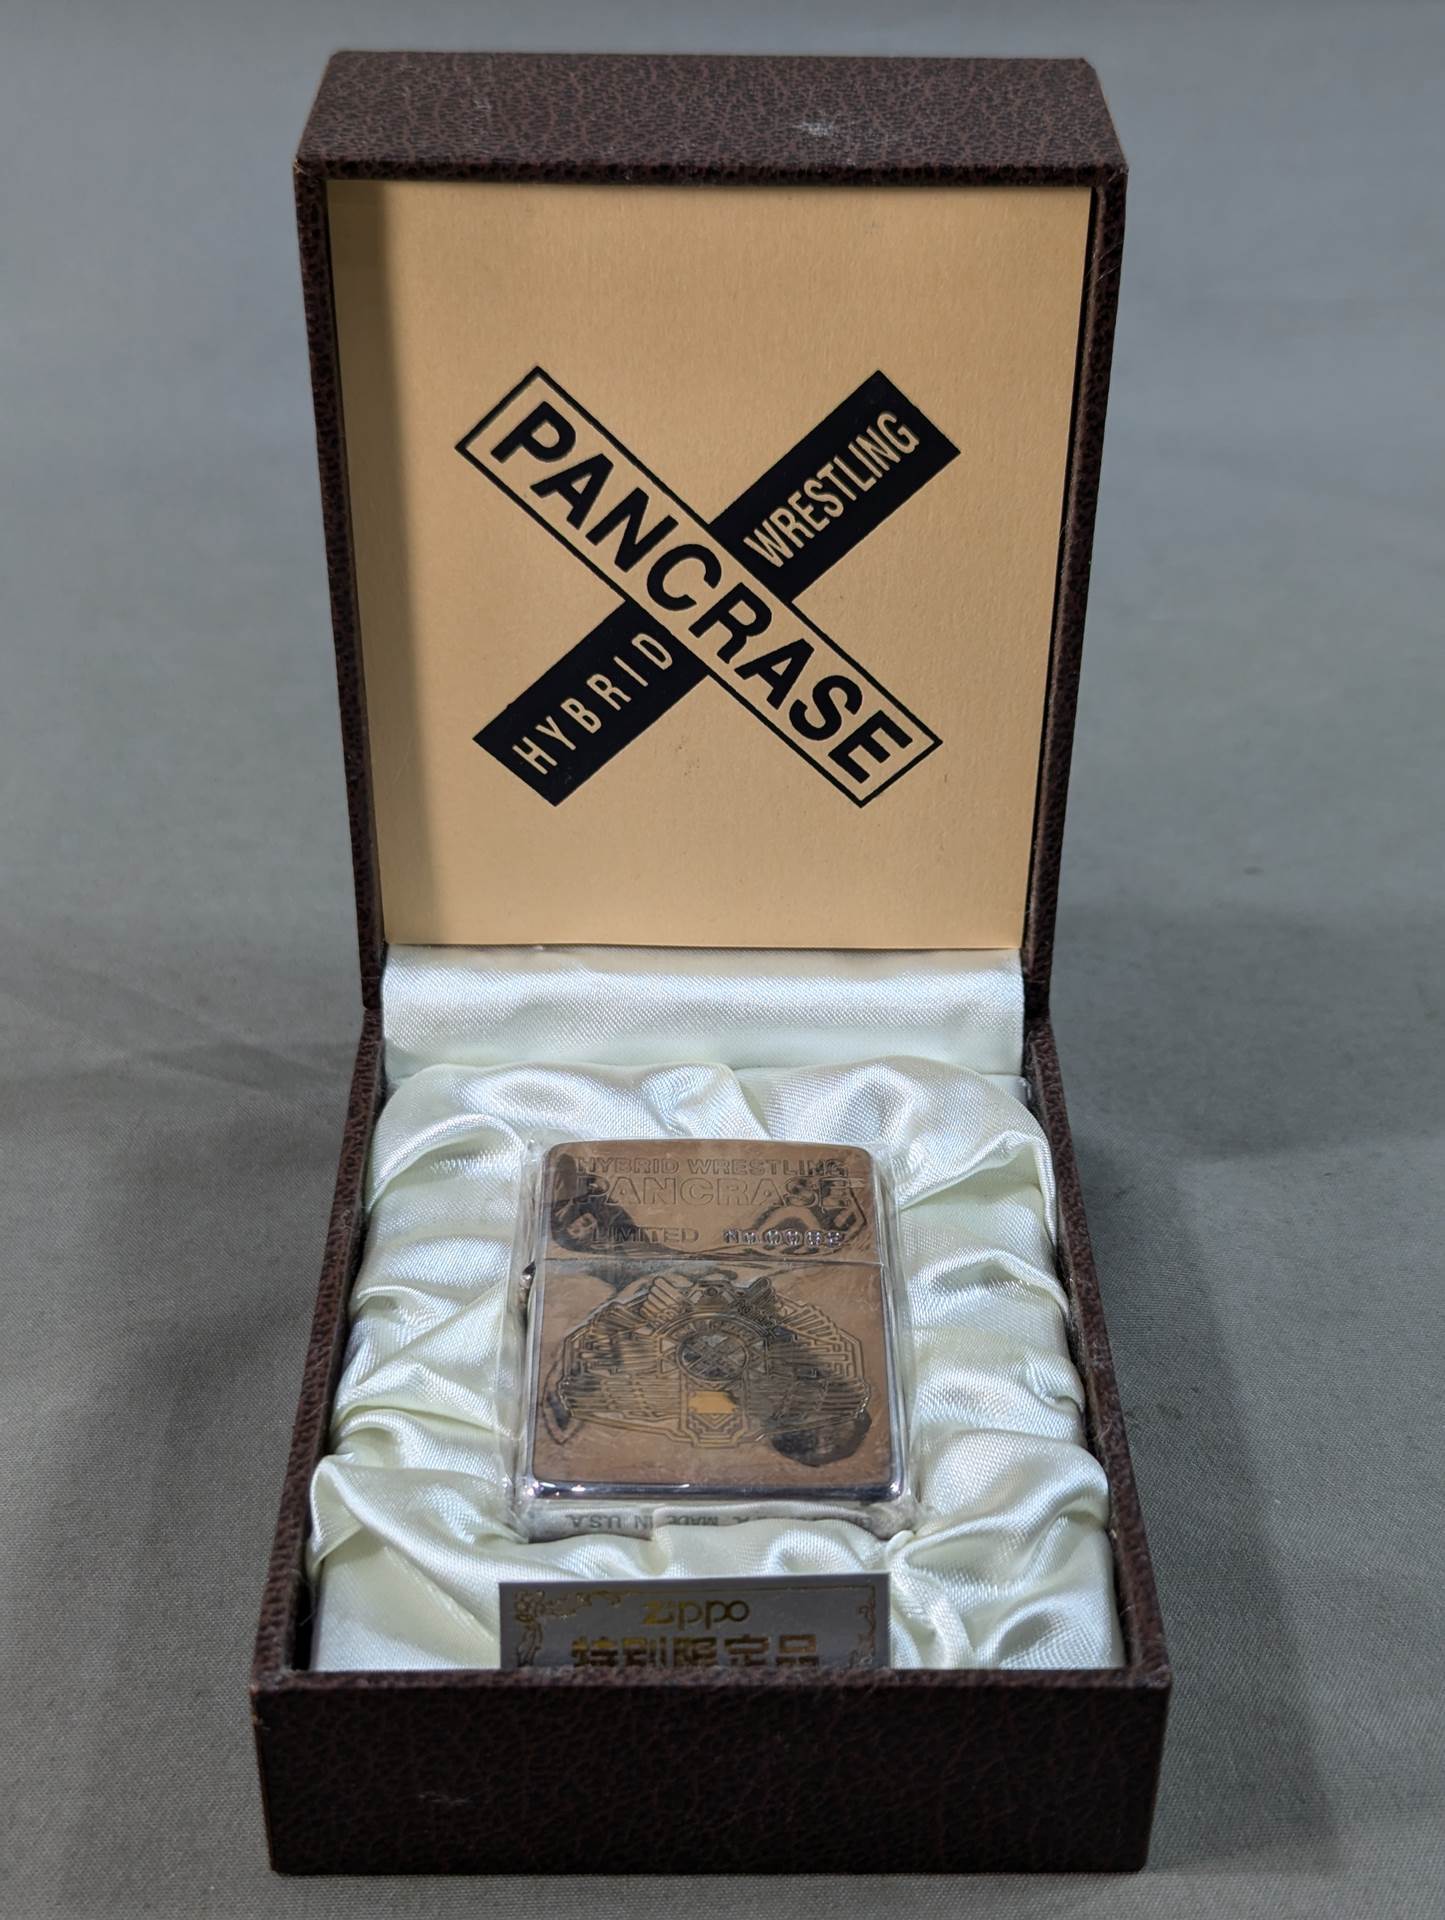 PANCRASE
HYBRID WRESTLING
HYBRID WRESTLING
PANCRASE
LIMITED
MADE IN U.S.A.
zippo
特別限定品